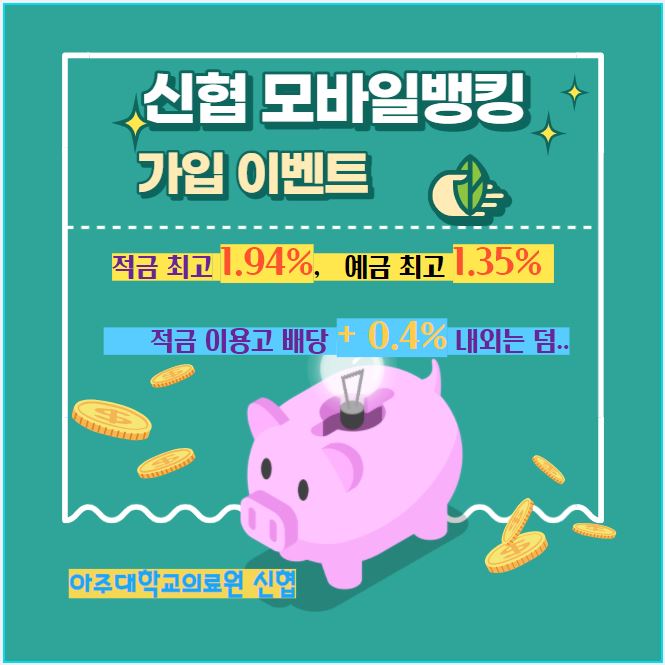 신협 모바일뱅킹
가입 이벤트
적금 최고 1.94%, 예금 최고 1.35%
적금 이용고 배당 + 0.4% 내외는 덤..
아주대학교의료원 신협